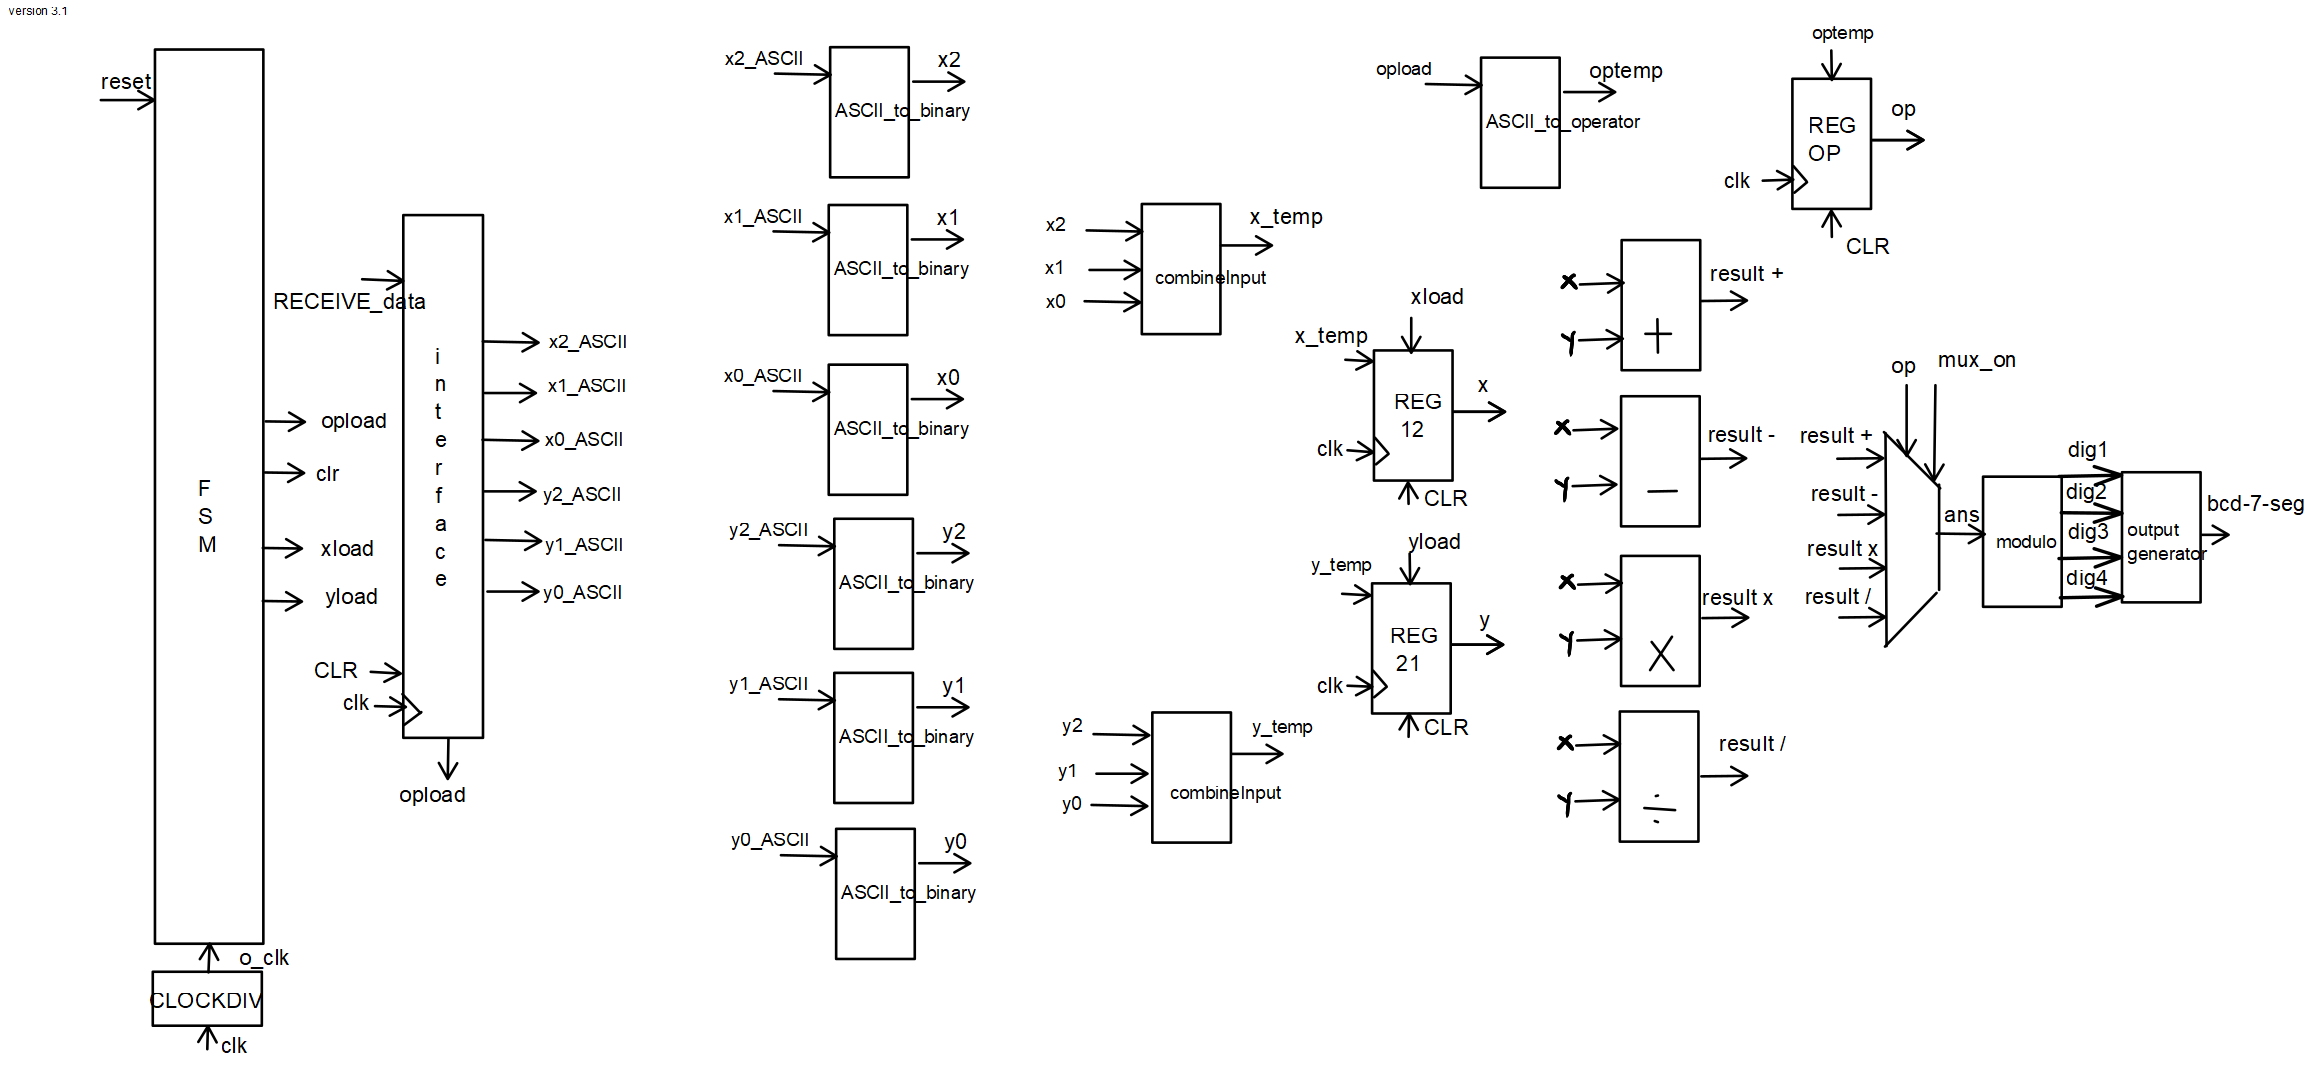 version 3.1
reset
F
S
M
opload
clr
xload
yload
o_clk
CLOCKDIV
clk
RECEIVE_data
i
n
t
e
r
f
a
c
e
x2_ASCII
x1_ASCII
x0_ASCII
y2_ASCII
y1_ASCII
y0_ASCII
CLR
clk
opload
x2_ASCII
x2
ASCII_to_binary
x1_ASCII
x1
ASCII_to_binary
x0_ASCII
x0
ASCII_to_binary
y2_ASCII
y2
ASCII_to_binary
y1_ASCII
y1
ASCII_to_binary
y0_ASCII
y0
ASCII_to_binary
x2
x1
x0
x_temp
combineInput
y2
y1
y0
y_temp
combineInput
opload
optemp
ASCII_to_operator
xload
x_temp
REG
12
x
clk
CLR
yload
y_temp
REG
21
y
clk
CLR
optemp
REG
OP
op
clk
CLR
X
Y
+
result +
X
Y
—
result -
X
Y
X
result x
X
Y
÷
result /
op
mux_on
result +
result -
result x
result /
ans
modulo
dig1
dig2
dig3
dig4
output
generator
bcd-7-seg